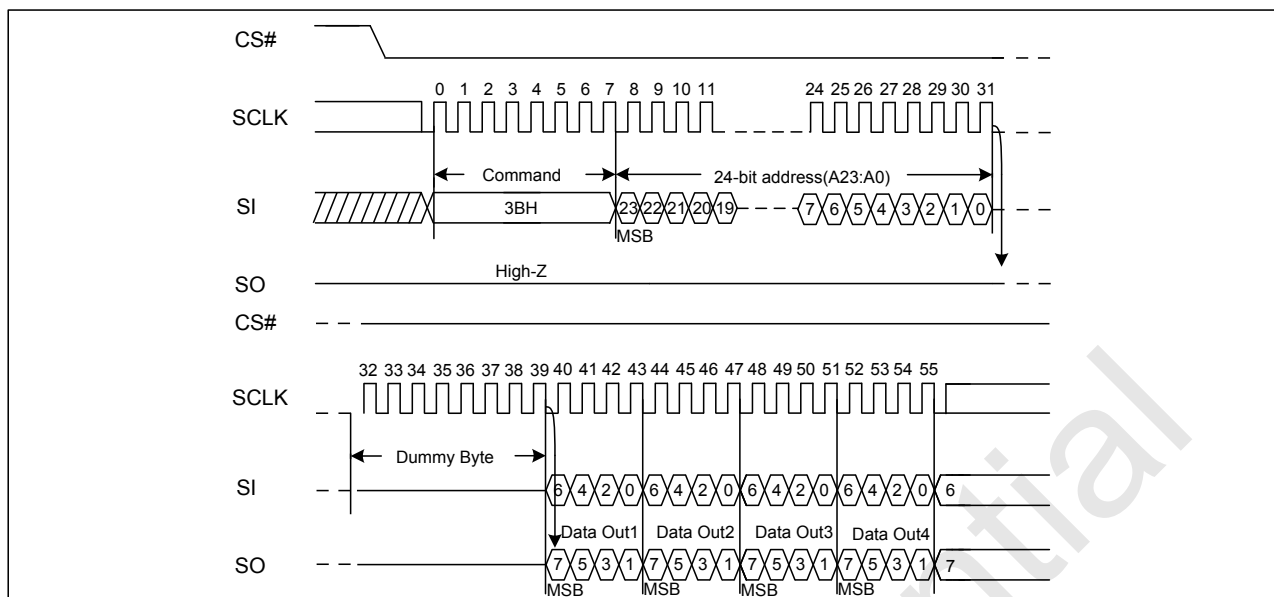 CS#
0 1 2 3 4 5 6 7 8 9 10 11 24 25 26 27 28 29 30 31
SCLK
Command 24-bit address(A23:A0)
SI 3BH 23 22 21 20 19 7 6 5 4 3 2 1 0
MSB
High-Z
SO
CS#
32 33 34 35 36 37 38 39 40 41 42 43 44 45 46 47 48 49 50 51 52 53 54 55
SCLK
Dummy Byte
SI 6 4 2 0 6 4 2 0 6 4 2 0 6 4 2 0 6
Data Out1 Data Out2 Data Out3 Data Out4
SO 7 5 3 1 7 5 3 1 7 5 3 1 7 5 3 1 7
MSB MSB MSB MSB
ntial